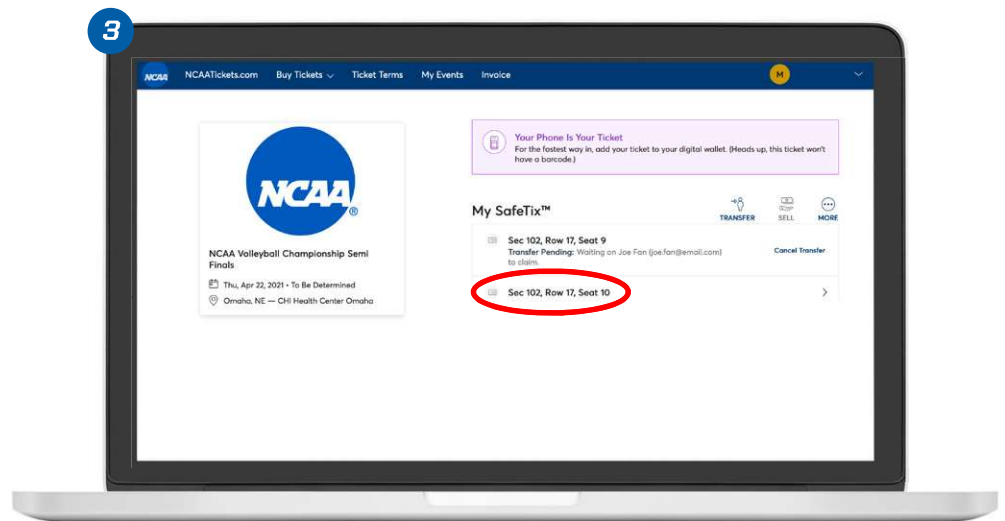 3
NCAA NCAATickets.com Buy Tickets Ticket Terms My Events Invoice M
Your Phone Is Your Ticket
For the fastest way in, add your ticket to your digital wallet. (Heads up, this ticket won't
have a barcode.)
NCAA®
My SafeTix™
TRANSFER SELL MORE
Sec 102, Row 17, Seat 9
Transfer Pending: Waiting on Joe Fan (joe.fan@email.com)
to claim.
Cancel Transfer
NCAA Volleyball Championship Semi
Finals
Thu, Apr 22, 2021 • To Be Determined
Omaha, NE — CHI Health Center Omaha
Sec 102, Row 17, Seat 10